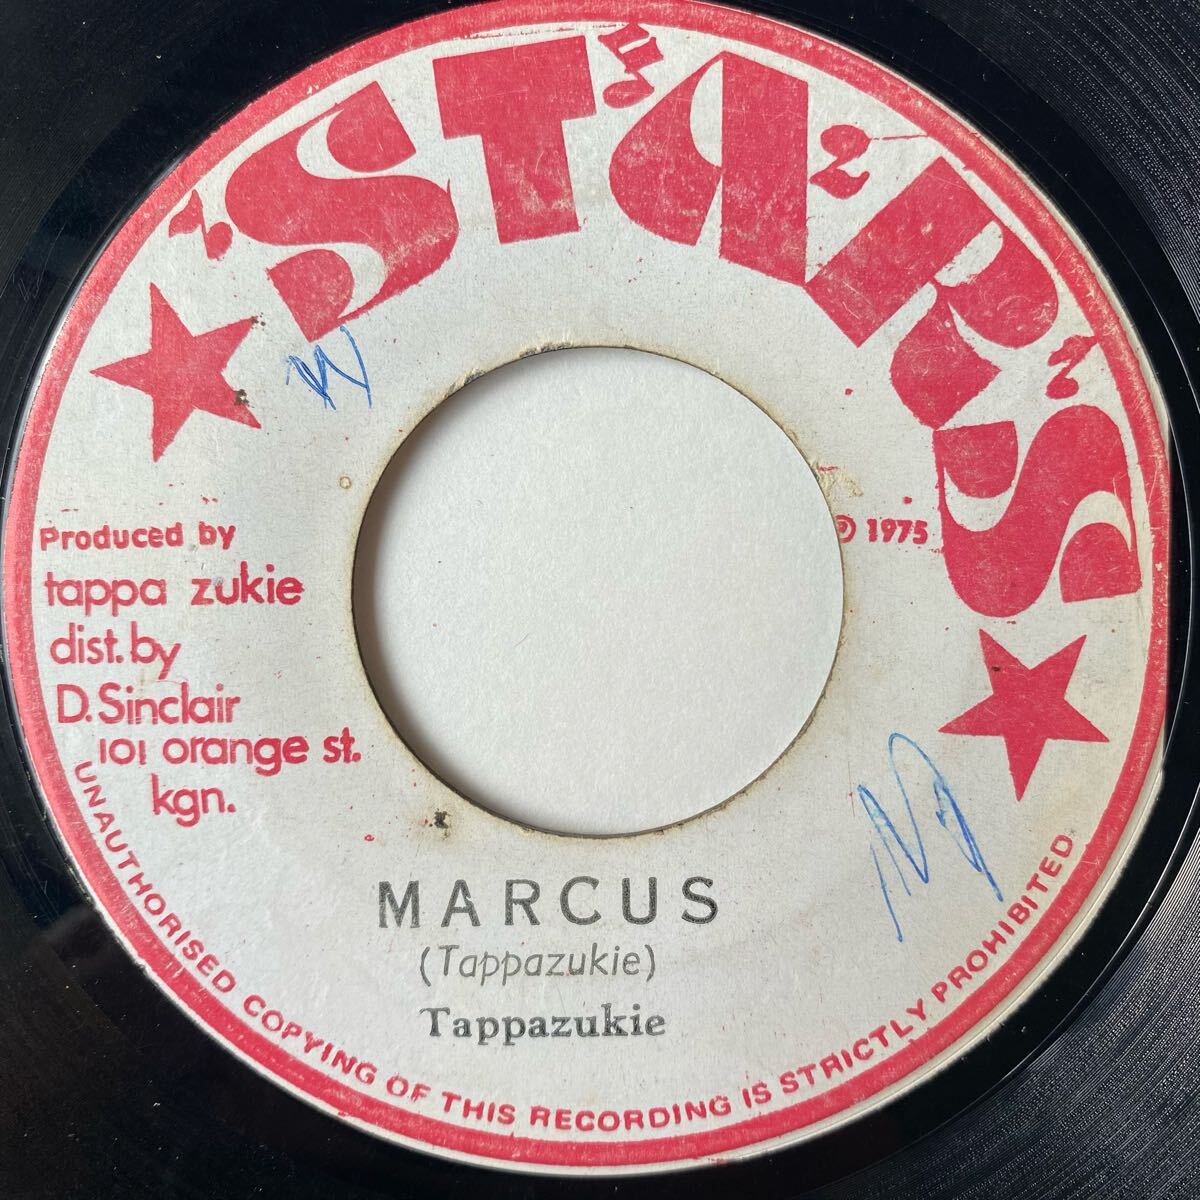 STARS
Produced by
tappa zukie
dist. by
D. Sinclair
101 orange st.
kgn.
℗ 1975
MARCUS
(Tappazukie)
Tappazukie
UNAUTHORISED COPYING OF THIS RECORDING IS STRICTLY PROHIBITED